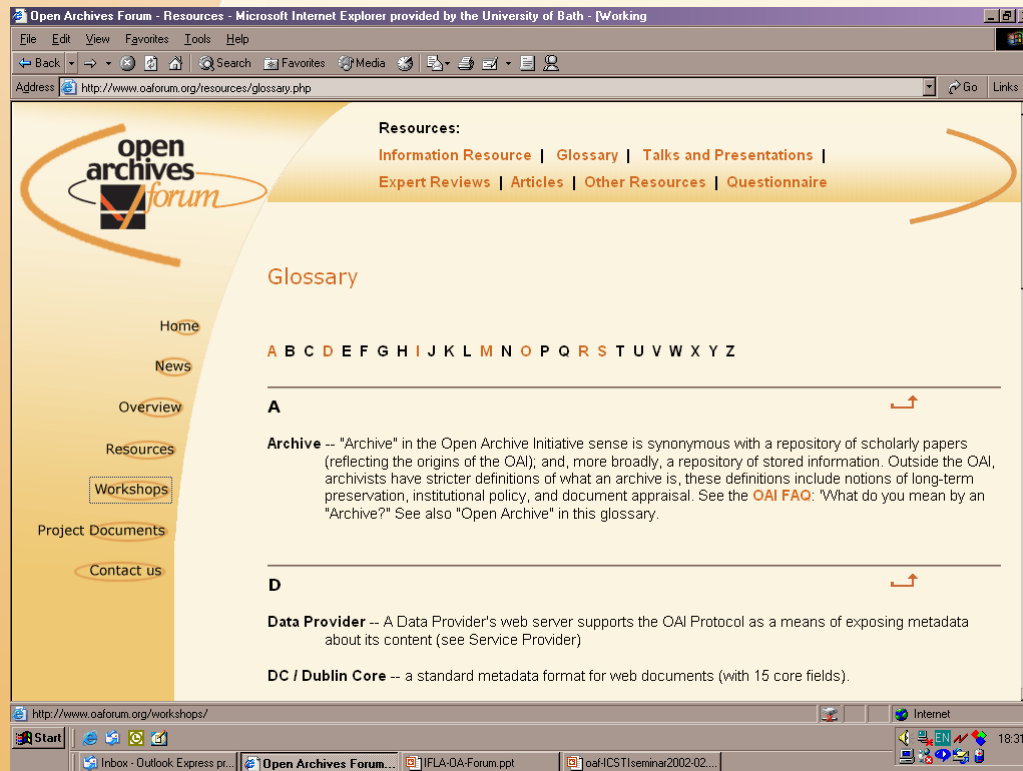 Open Archives Forum - Resources - Microsoft Internet Explorer provided by the University of Bath - [Working
File Edit View Favorites Tools Help
Back Search Favorites Media
Address http://www.oaforum.org/resources/glossary.php Go Links
open
archives
forum
Resources:
Information Resource | Glossary | Talks and Presentations |
Expert Reviews | Articles | Other Resources | Questionnaire
Glossary
Home
News
Overview
Resources
Workshops
Project Documents
Contact us
A B C D E F G H I J K L M N O P Q R S T U V W X Y Z
A
Archive -- "Archive" in the Open Archive Initiative sense is synonymous with a repository of scholarly papers
(reflecting the origins of the OAI); and, more broadly, a repository of stored information. Outside the OAI,
archivists have stricter definitions of what an archive is, these definitions include notions of long-term
preservation, institutional policy, and document appraisal. See the OAI FAQ: 'What do you mean by an
"Archive?" See also "Open Archive" in this glossary.
D
Data Provider -- A Data Provider's web server supports the OAI Protocol as a means of exposing metadata
about its content (see Service Provider)
DC / Dublin Core -- a standard metadata format for web documents (with 15 core fields).
http://www.oaforum.org/workshops/ Internet
Start EN 18:31
Inbox - Outlook Express pr... Open Archives Forum... IFLA-OA-Forum.ppt oaf-ICSTIseminar2002-02....